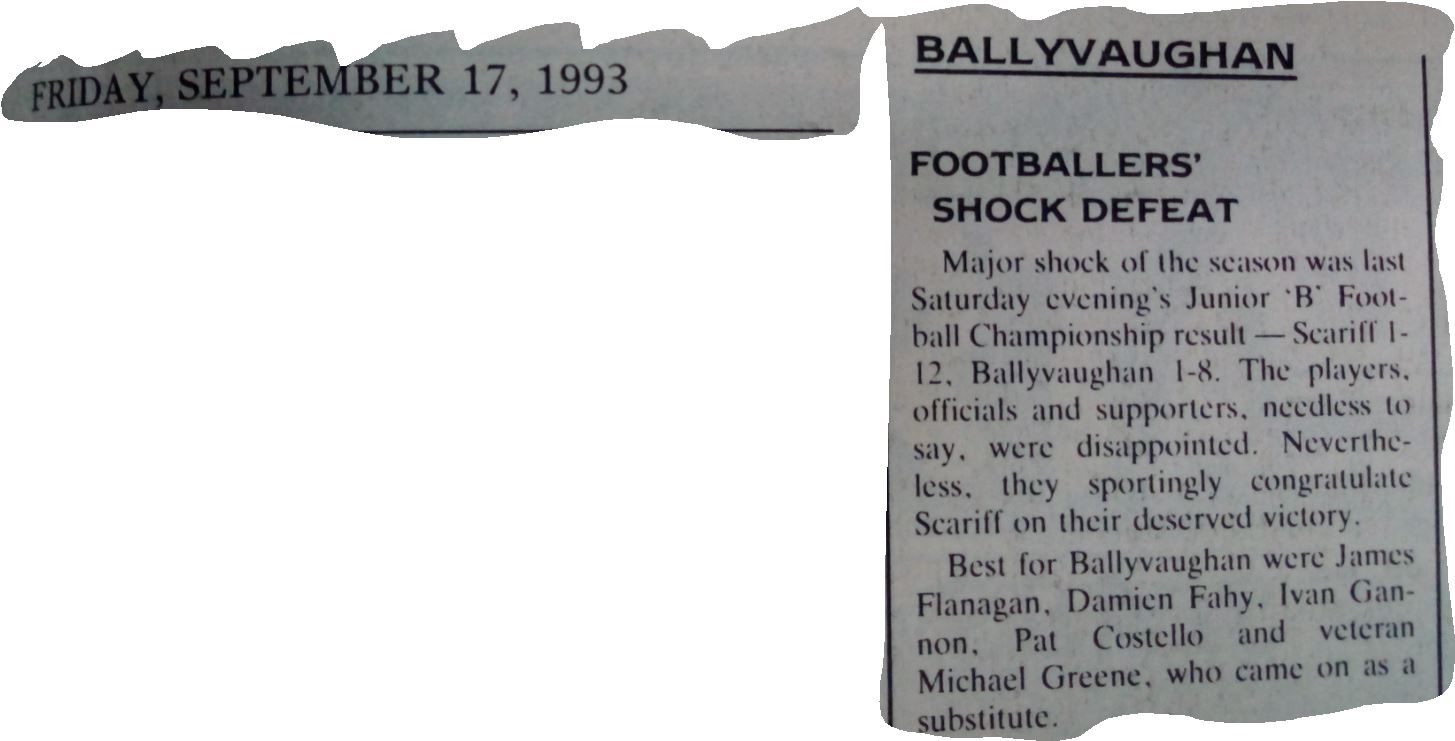 FRIDAY, SEPTEMBER 17, 1993
BALLYVAUGHAN
FOOTBALLERS'
SHOCK DEFEAT
Major shock of the season was last
Saturday evening's Junior 'B' Foot-
ball Championship result — Scariff 1-
12, Ballyvaughan 1-8. The players,
officials and supporters, needless to
say, were disappointed. Neverthe-
less, they sportingly congratulate
Scariff on their deserved victory.
Best for Ballyvaughan were James
Flanagan, Damien Fahy, Ivan Gan-
non, Pat Costello and veteran
Michael Greene, who came on as a
substitute.